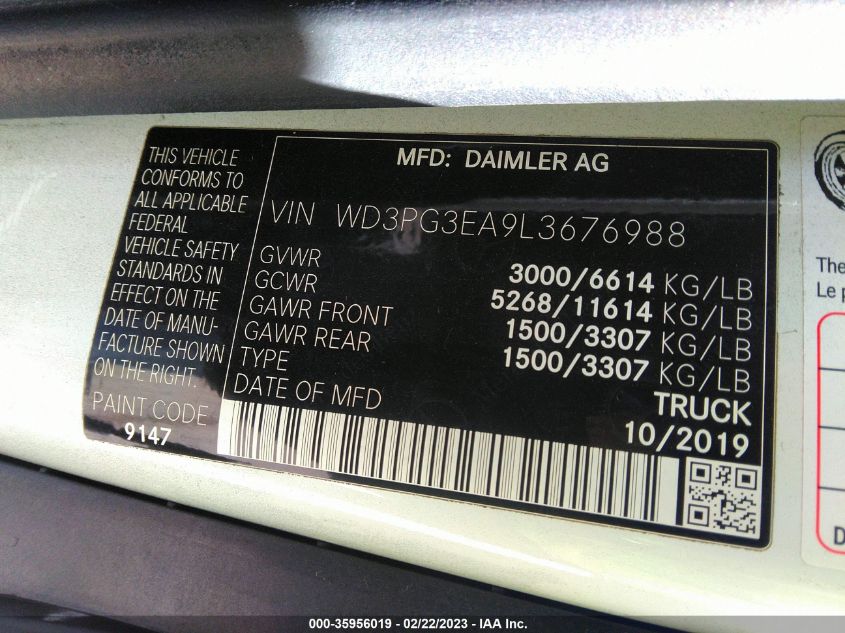 THIS VEHICLE
CONFORMS TO
ALL APPLICABLE
FEDERAL
VEHICLE SAFETY
STANDARDS IN
EFFECT ON THE
DATE OF MANU-
FACTURE SHOWN
ON THE RIGHT.
PAINT CODE
9147
MFD: DAIMLER AG
VIN WD3PG3EA9L3676988
GVWR 3000/6614 KG/LB
GCWR 5268/11614 KG/LB
GAWR FRONT 1500/3307 KG/LB
GAWR REAR 1500/3307 KG/LB
TYPE TRUCK
DATE OF MFD 10/2019
The
Le
D
000-35956019 - 02/22/2023 - IAA Inc.